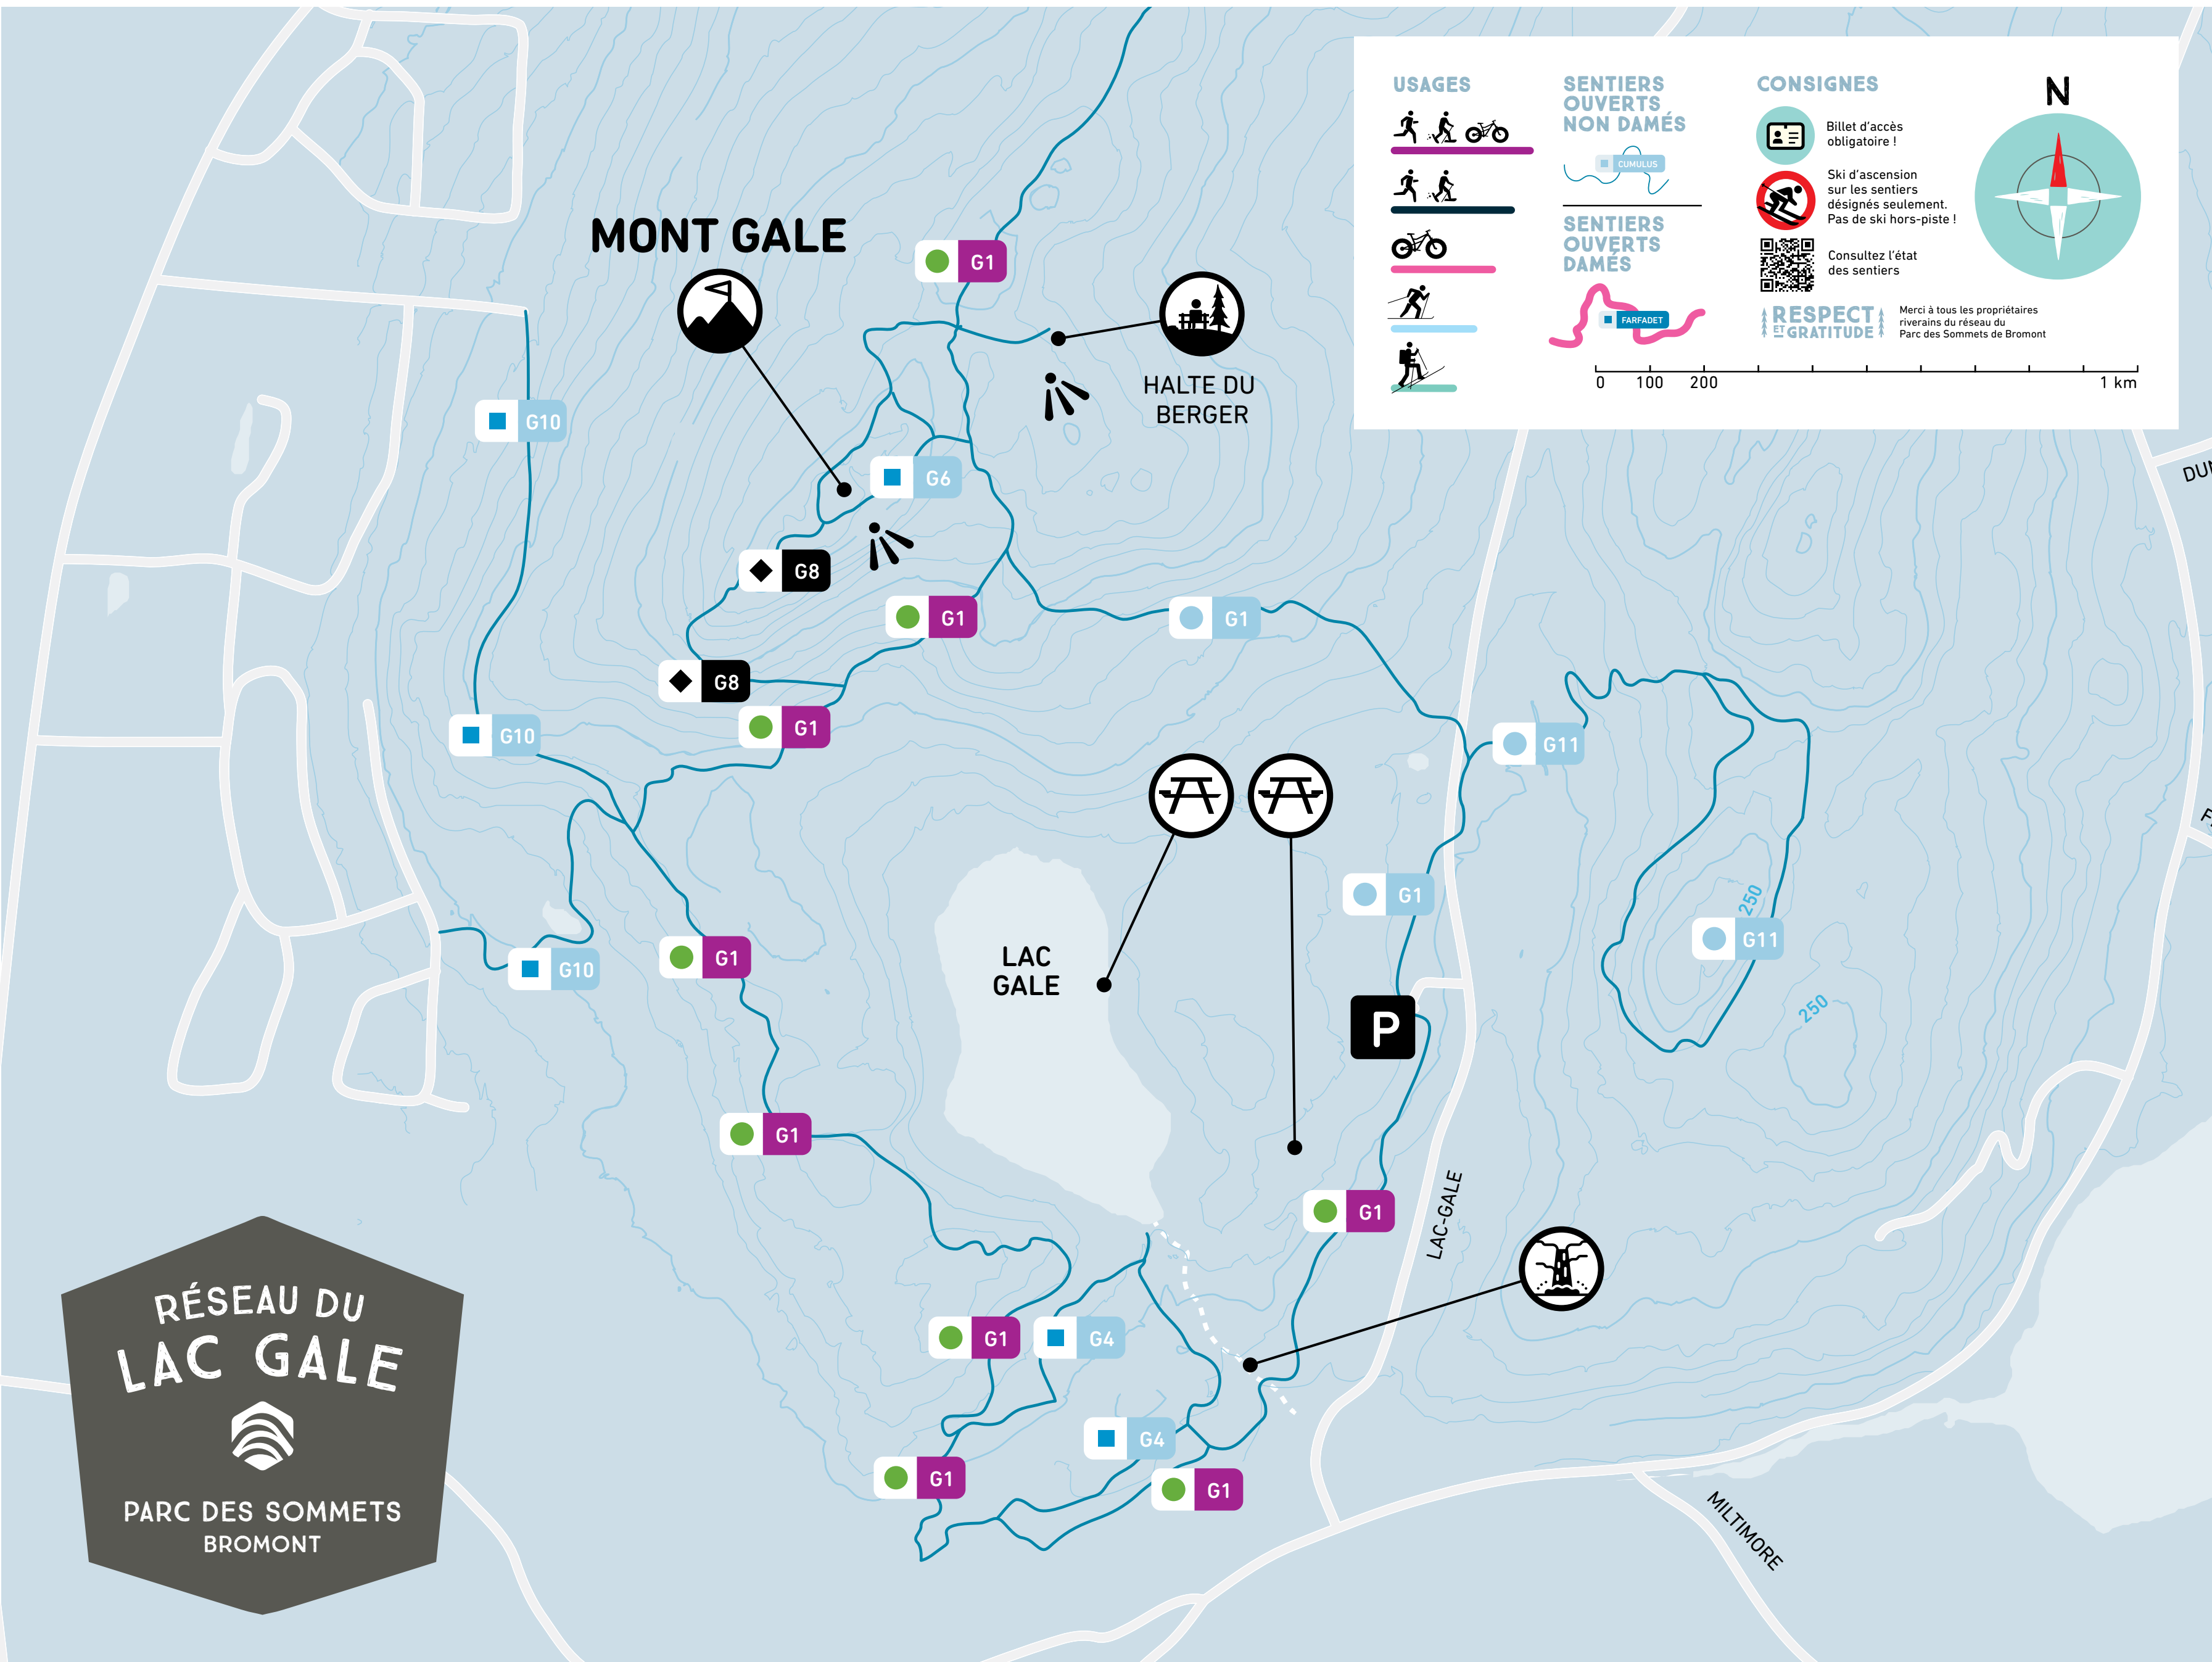 USAGES
SENTIERS
OUVERTS
NON DAMÉS
CUMULUS
SENTIERS
OUVERTS
DAMÉS
FARFADET
CONSIGNES
Billet d'accès
obligatoire !
Ski d'ascension
sur les sentiers
désignés seulement.
Pas de ski hors-piste !
Consultez l'état
des sentiers
RESPECT
ET GRATITUDE
Merci à tous les propriétaires
riverains du réseau du
Parc des Sommets de Bromont
N
0 100 200 1 km
MONT GALE
G1
HALTE DU
BERGER
G10
G6
G8
G1
G1
G8
G1
G10
G11
G1
G11
250
250
LAC
GALE
G1
G10
P
G1
G1
LAC-GALE
G1
G4
G4
G1
G1
MILTIMORE
RÉSEAU DU
LAC GALE
PARC DES SOMMETS
BROMONT